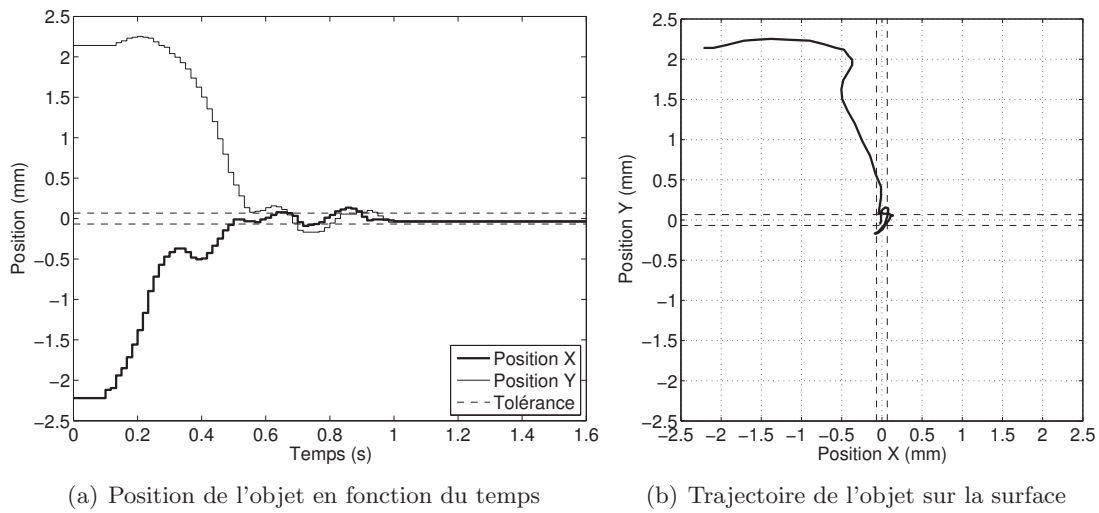 2.5
2
1.5
1
0.5
0
−0.5
−1
−1.5
−2
−2.5
0 0.2 0.4 0.6 0.8 1 1.2 1.4 1.6
Position (mm)
Temps (s)
Position X
Position Y
Tolérance
(a) Position de l'objet en fonction du temps
2.5
2
1.5
1
0.5
0
−0.5
−1
−1.5
−2
−2.5
−2.5 −2 −1.5 −1 −0.5 0 0.5 1 1.5 2 2.5
Position Y (mm)
Position X (mm)
(b) Trajectoire de l'objet sur la surface